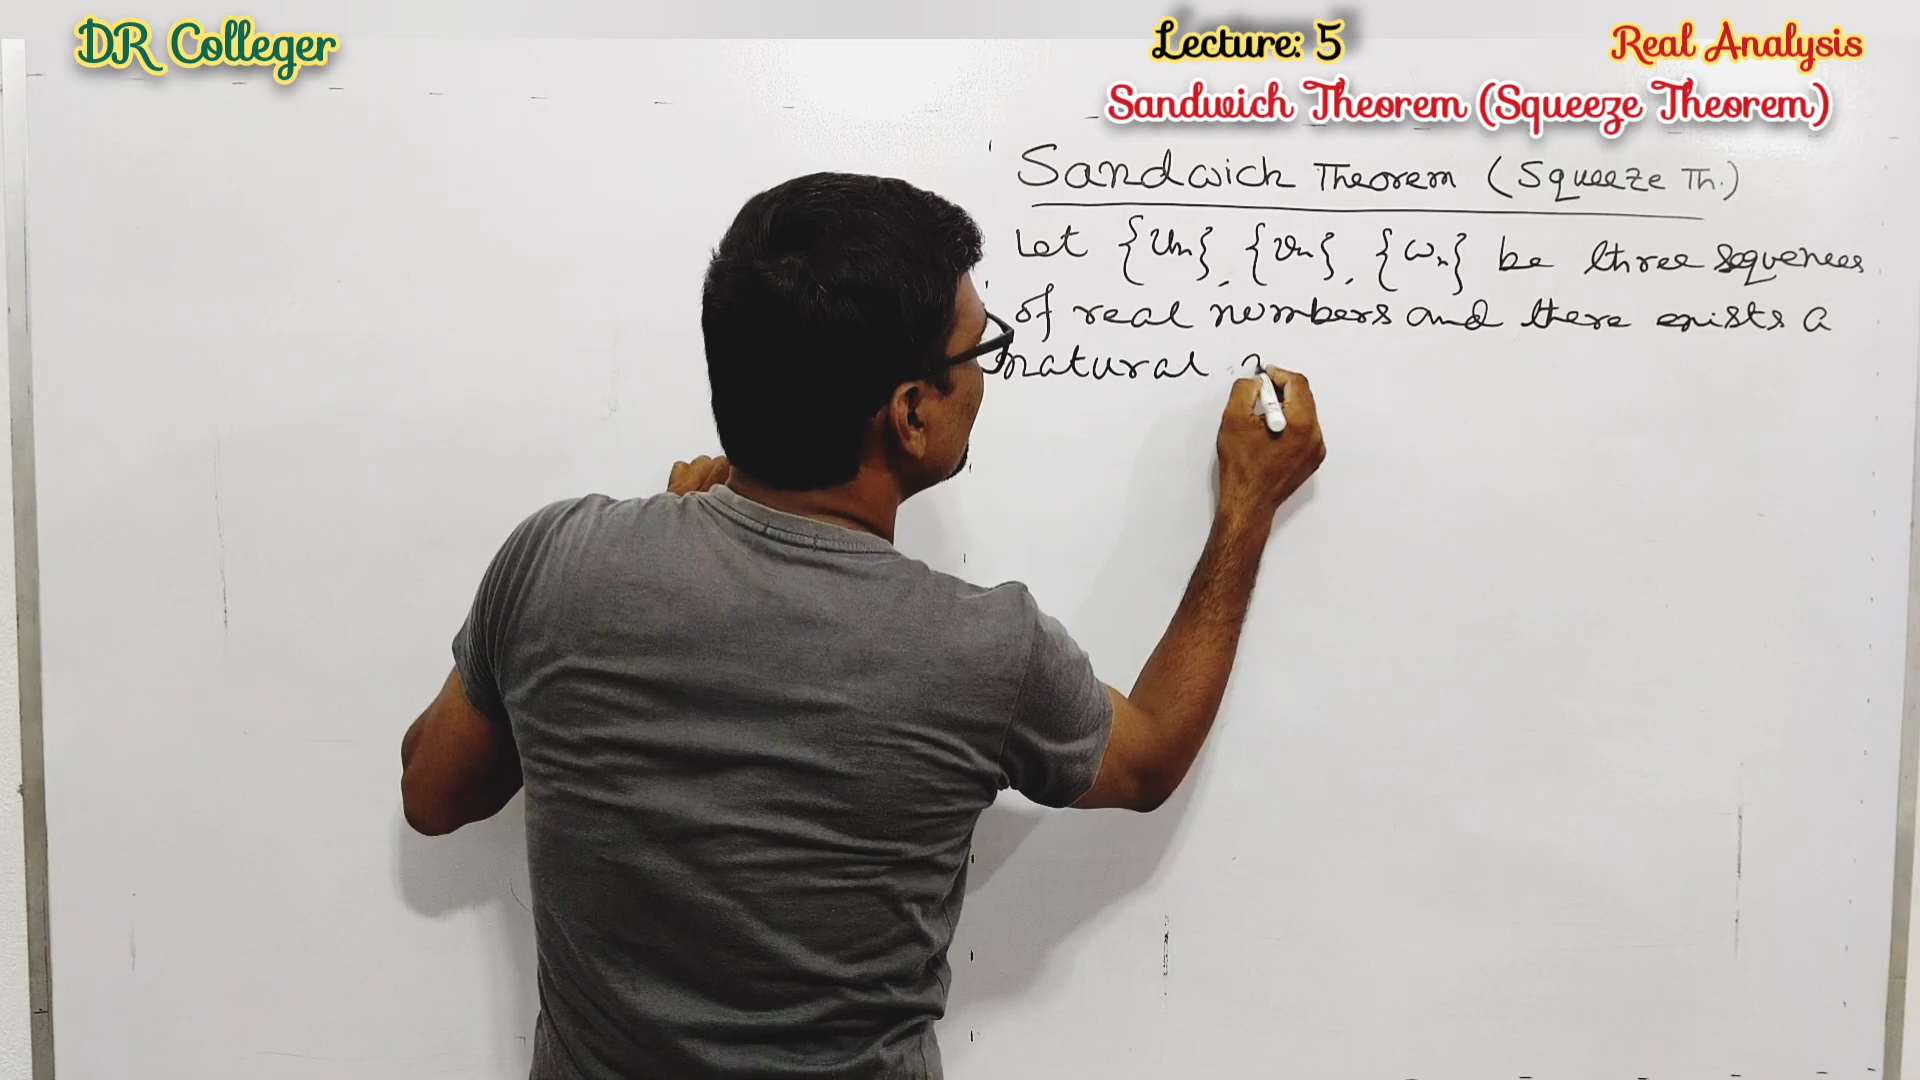 DR Colleger
Lecture: 5
Real Analysis
Sandwich Theorem (Squeeze Theorem)
Sandwich Theorem (Squeeze Th.)
Let {uₙ}, {vₙ}, {wₙ} be three sequences
of real numbers and there exists a
natural n